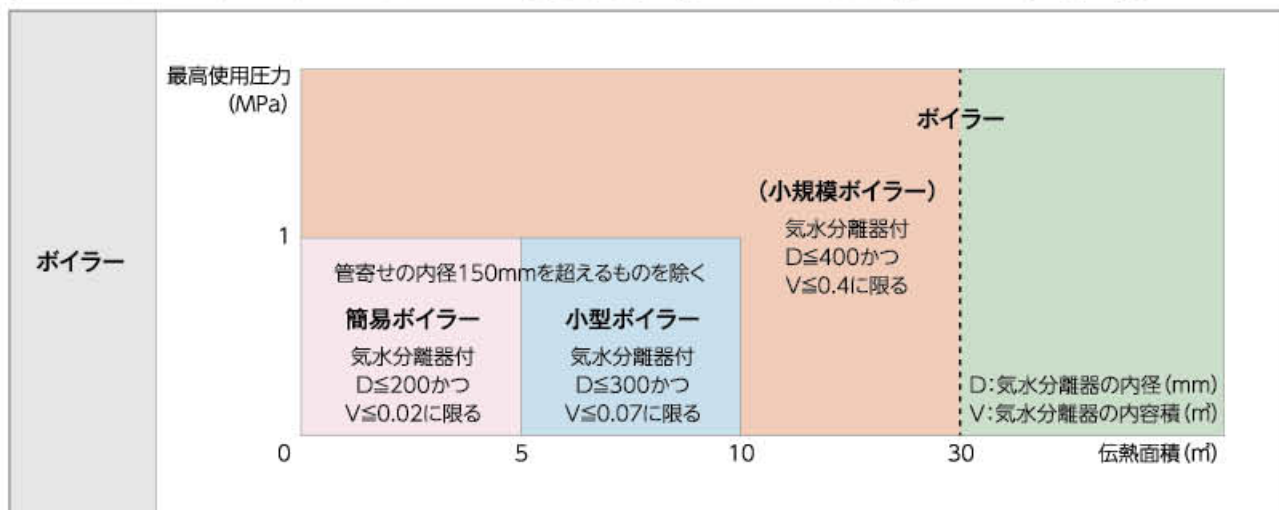 ボイラー
最高使用圧力
(MPa)
ボイラー
(小規模ボイラー)
気水分離器付
D≦400かつ
V≦0.4に限る
1
管寄せの内径150mmを超えるものを除く
簡易ボイラー
気水分離器付
D≦200かつ
V≦0.02に限る
小型ボイラー
気水分離器付
D≦300かつ
V≦0.07に限る
D:気水分離器の内径(mm)
V:気水分離器の内容積(㎥)
0
5
10
30
伝熱面積(㎡)